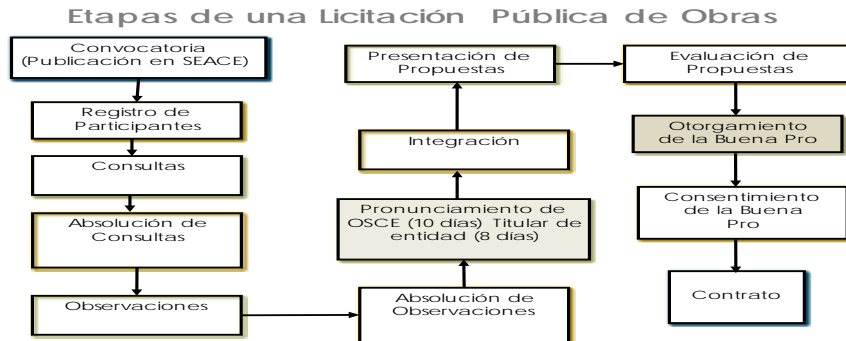 Etapas de una Licitación Pública de Obras
Convocatoria
(Publicación en SEACE)
Registro de
Participantes
Consultas
Absolución de
Consultas
Observaciones
Absolución de
Observaciones
Pronunciamiento de
OSCE (10 días) Titular de
entidad (8 días)
Integración
Presentación de
Propuestas
Evaluación de
Propuestas
Otorgamiento
de la Buena Pro
Consentimiento
de la Buena
Pro
Contrato